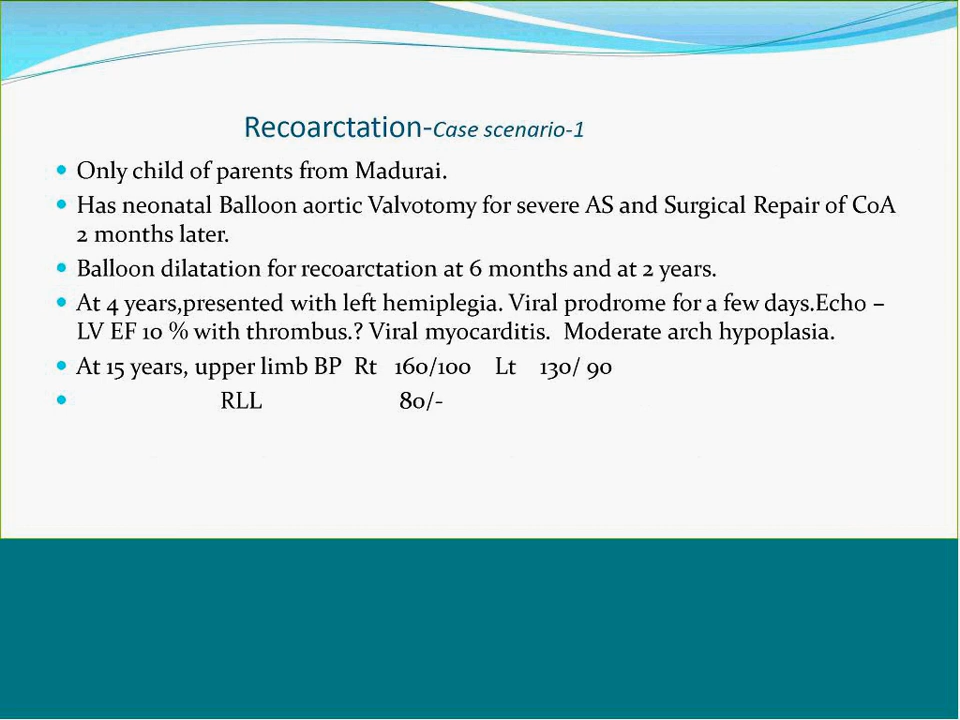 Recoarctation-Case scenario-1
Only child of parents from Madurai.
Has neonatal Balloon aortic Valvotomy for severe AS and Surgical Repair of CoA
2 months later.
Balloon dilatation for recoarctation at 6 months and at 2 years.
At 4 years,presented with left hemiplegia. Viral prodrome for a few days.Echo –
LV EF 10 % with thrombus.? Viral myocarditis. Moderate arch hypoplasia.
At 15 years, upper limb BP Rt 160/100 Lt 130/ 90
RLL 80/-